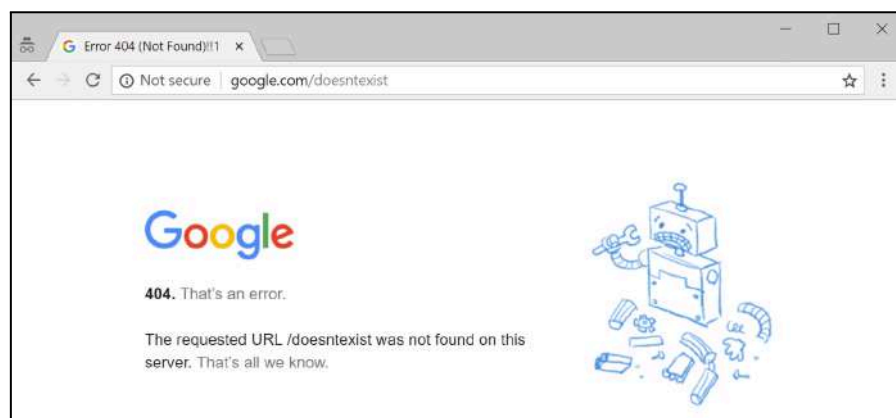 Error 404 (Not Found)!!1
Not secure google.com/doesntexist
Google
404. That's an error.
The requested URL /doesntexist was not found on this
server. That's all we know.